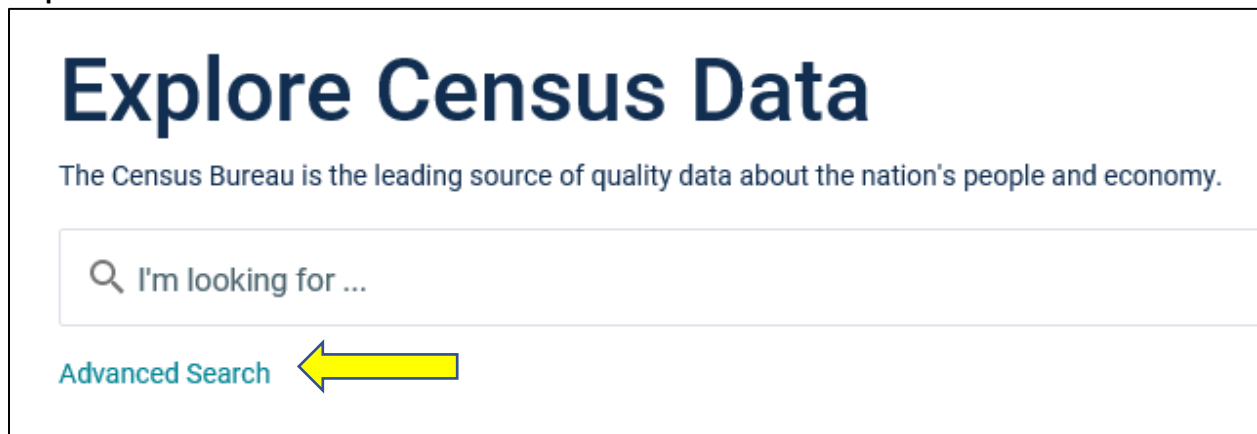 Explore Census Data
The Census Bureau is the leading source of quality data about the nation's people and economy.
I'm looking for ...
Advanced Search